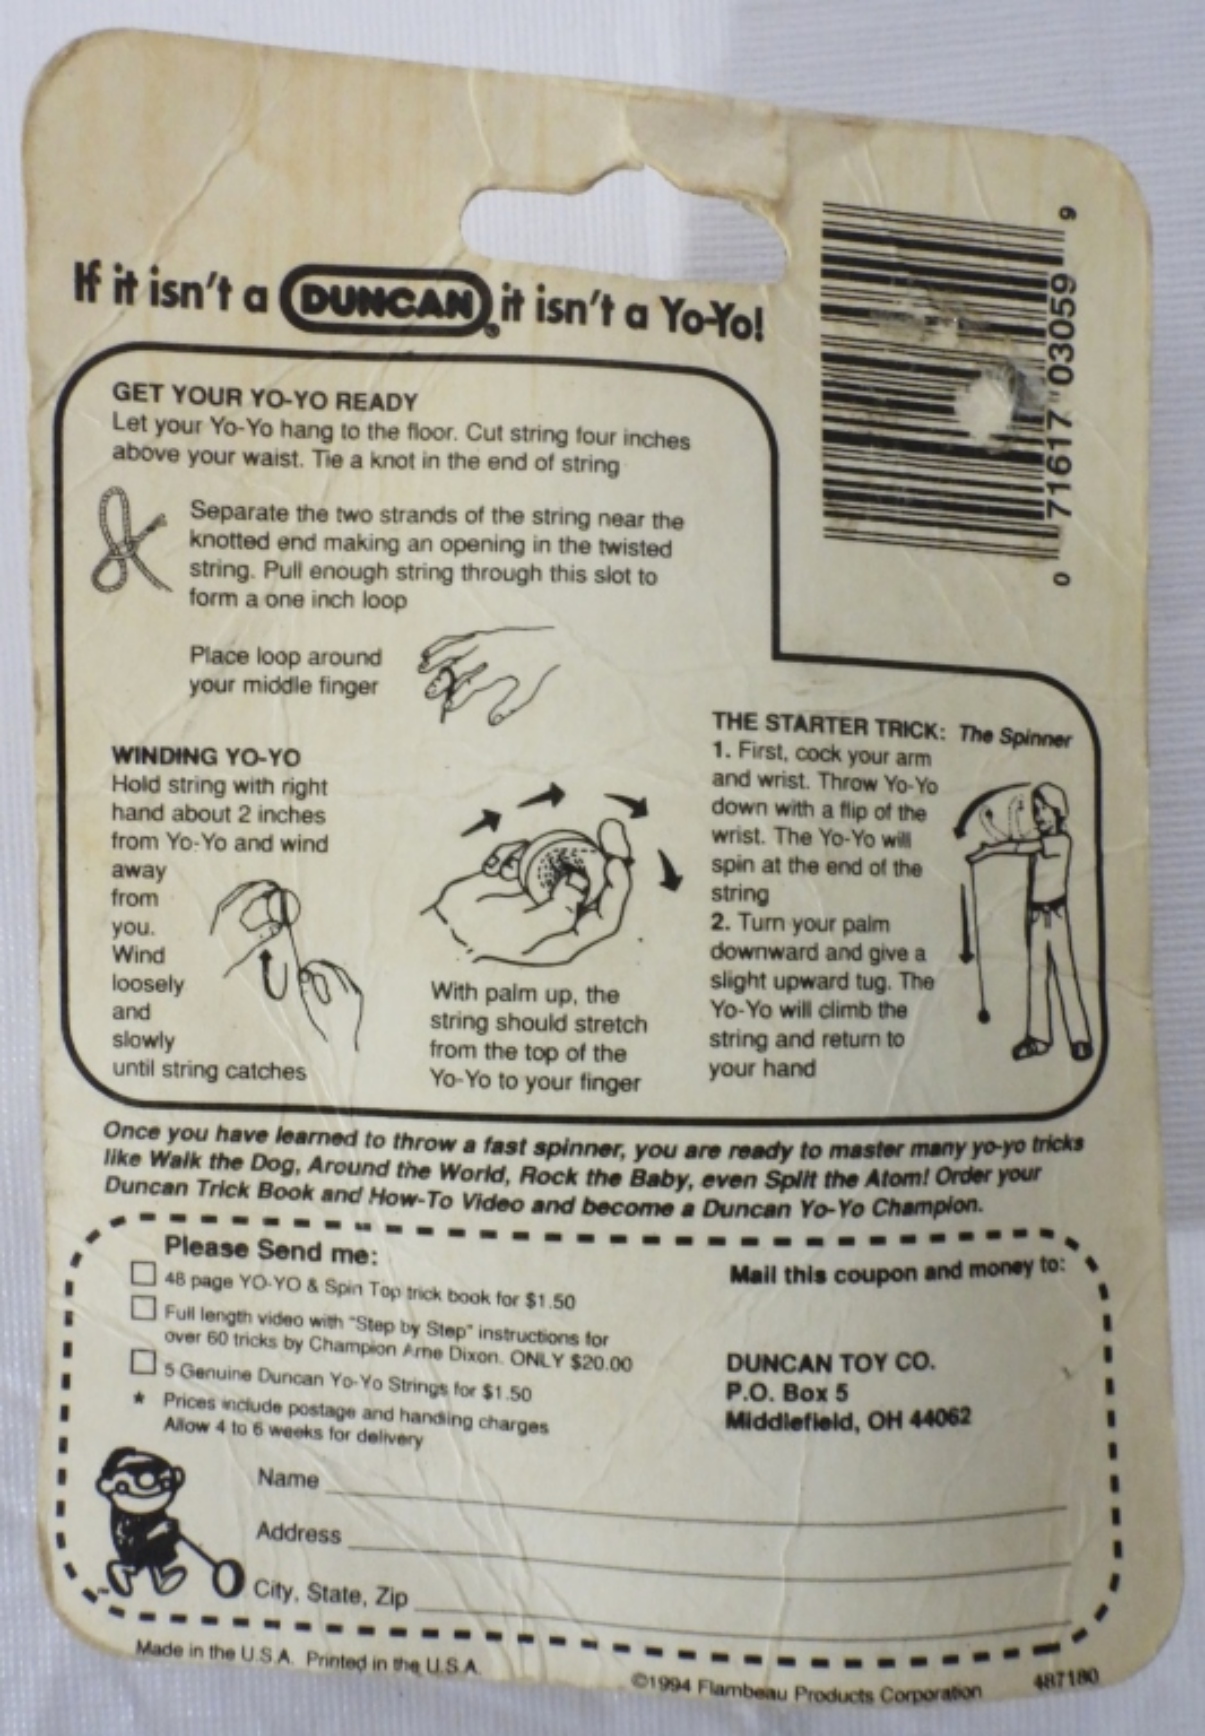 If it isn't a DUNCAN® it isn't a Yo-Yo!
0 71617 03059 9
GET YOUR YO-YO READY
Let your Yo-Yo hang to the floor. Cut string four inches
above your waist. Tie a knot in the end of string
Separate the two strands of the string near the
knotted end making an opening in the twisted
string. Pull enough string through this slot to
form a one inch loop
Place loop around
your middle finger
WINDING YO-YO
Hold string with right
hand about 2 inches
from Yo-Yo and wind
away
from
you.
Wind
loosely
and
slowly
until string catches
With palm up, the
string should stretch
from the top of the
Yo-Yo to your finger
THE STARTER TRICK: The Spinner
1. First, cock your arm
and wrist. Throw Yo-Yo
down with a flip of the
wrist. The Yo-Yo will
spin at the end of the
string
2. Turn your palm
downward and give a
slight upward tug. The
Yo-Yo will climb the
string and return to
your hand
Once you have learned to throw a fast spinner, you are ready to master many yo-yo tricks
like Walk the Dog, Around the World, Rock the Baby, even Split the Atom! Order your
Duncan Trick Book and How-To Video and become a Duncan Yo-Yo Champion.
Please Send me:
48 page YO-YO & Spin Top trick book for $1.50
Full length video with "Step by Step" instructions for
over 60 tricks by Champion Arne Dixon. ONLY $20.00
5 Genuine Duncan Yo-Yo Strings for $1.50
* Prices include postage and handling charges
Allow 4 to 6 weeks for delivery
Mail this coupon and money to:
DUNCAN TOY CO.
P.O. Box 5
Middlefield, OH 44062
Name
Address
City, State, Zip
Made in the U.S.A. Printed in the U.S.A.
©1994 Flambeau Products Corporation
487180